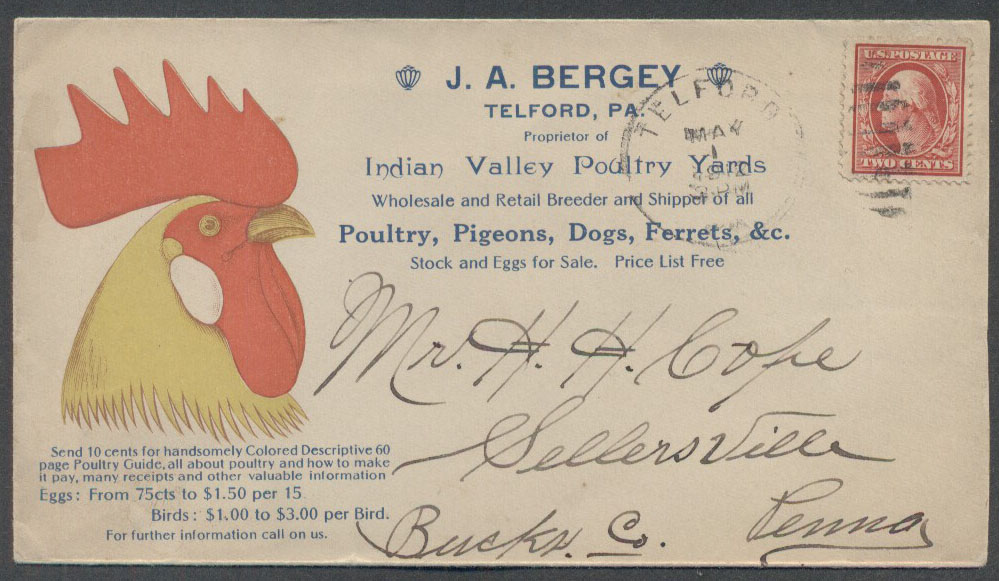 J. A. BERGEY
TELFORD, PA.
Proprietor of
Indian Valley Poultry Yards
Wholesale and Retail Breeder and Shipper of all
Poultry, Pigeons, Dogs, Ferrets, &c.
Stock and Eggs for Sale. Price List Free
U.S. POSTAGE
TWO CENTS
TELFORD
MAY
1
Mr. H. H. Cope
Sellersville
Bucks. Co. Penna
Send 10 cents for handsomely Colored Descriptive 60
page Poultry Guide, all about poultry and how to make
it pay, many receipts and other valuable information
Eggs: From 75cts to $1.50 per 15.
Birds: $1.00 to $3.00 per Bird.
For further information call on us.